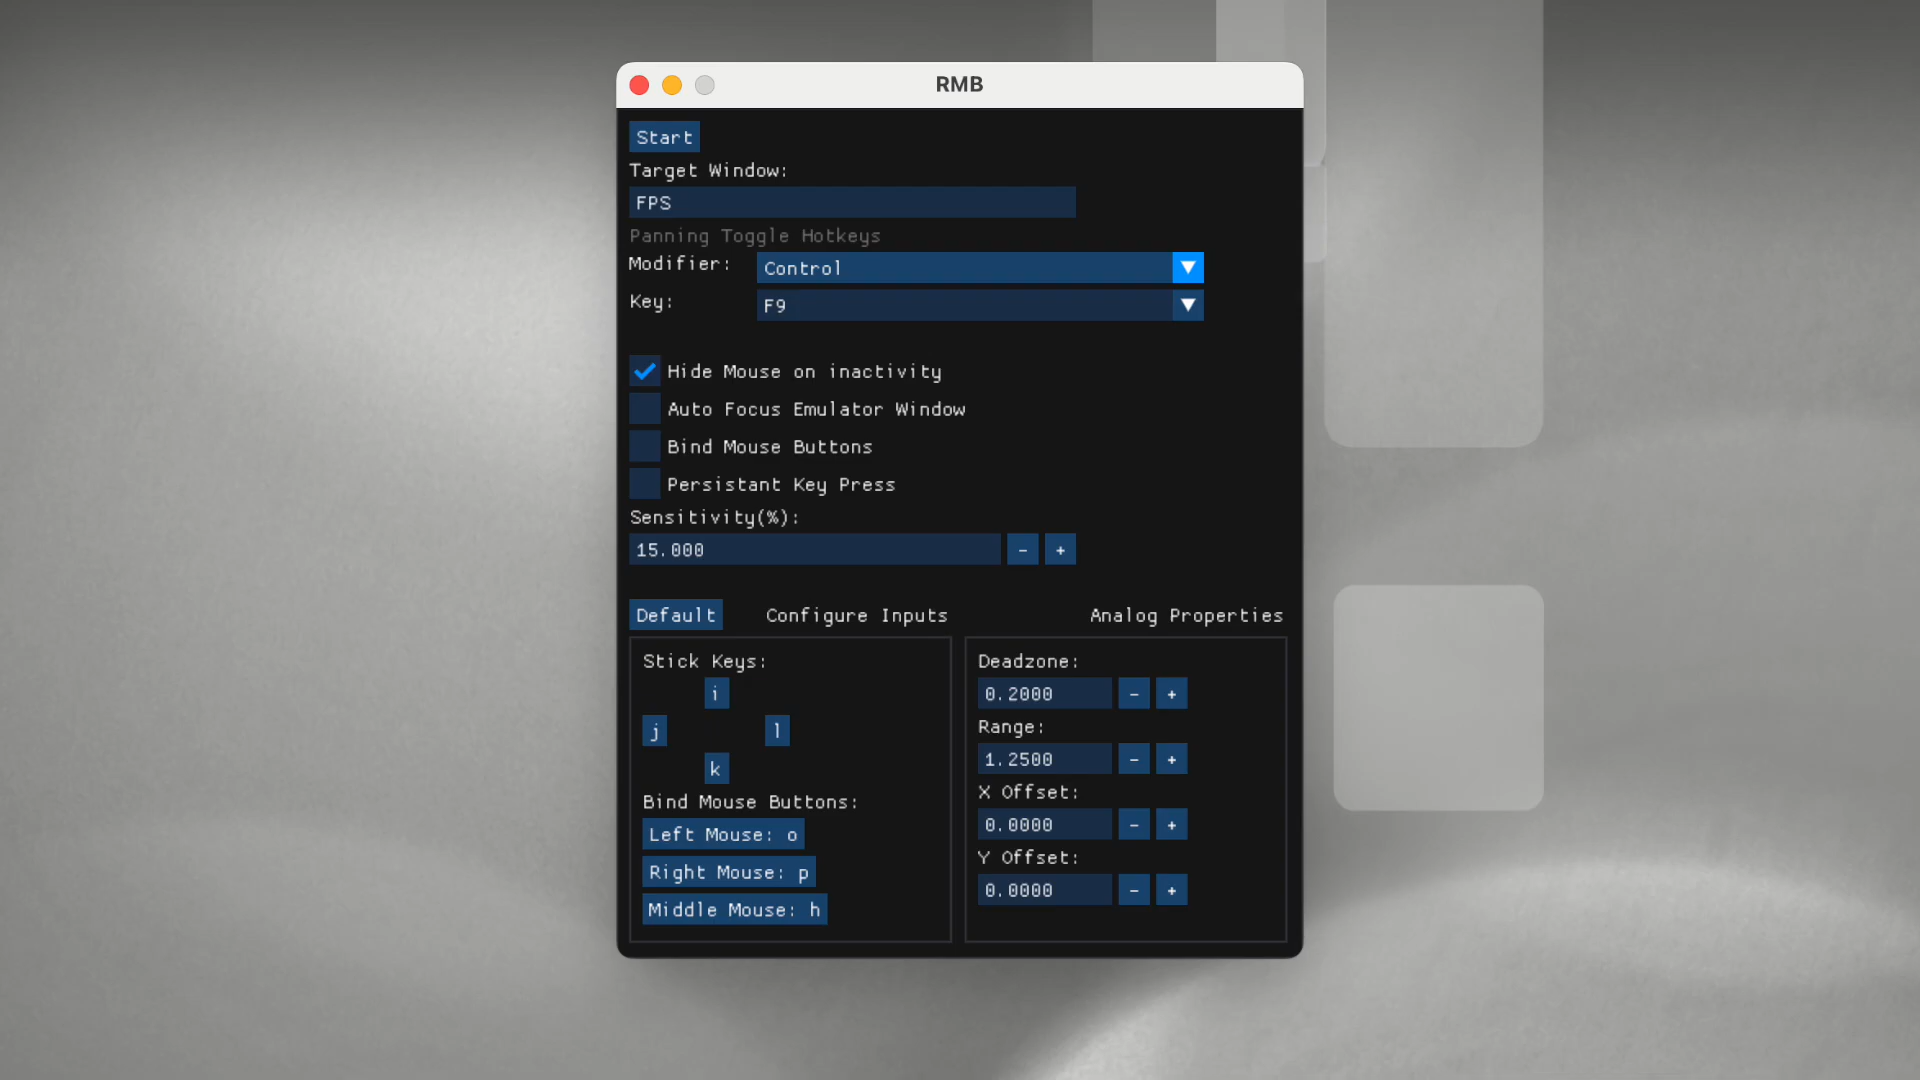 RMB
Start
Target Window:
FPS
Panning Toggle Hotkeys
Modifier: Control
Key: F9
Hide Mouse on inactivity
Auto Focus Emulator Window
Bind Mouse Buttons
Persistant Key Press
Sensitivity(%):
15.000 - +
Default Configure Inputs Analog Properties
Stick Keys:
i
j l
k
Bind Mouse Buttons:
Left Mouse: o
Right Mouse: p
Middle Mouse: h
Deadzone:
0.2000 - +
Range:
1.2500 - +
X Offset:
0.0000 - +
Y Offset:
0.0000 - +